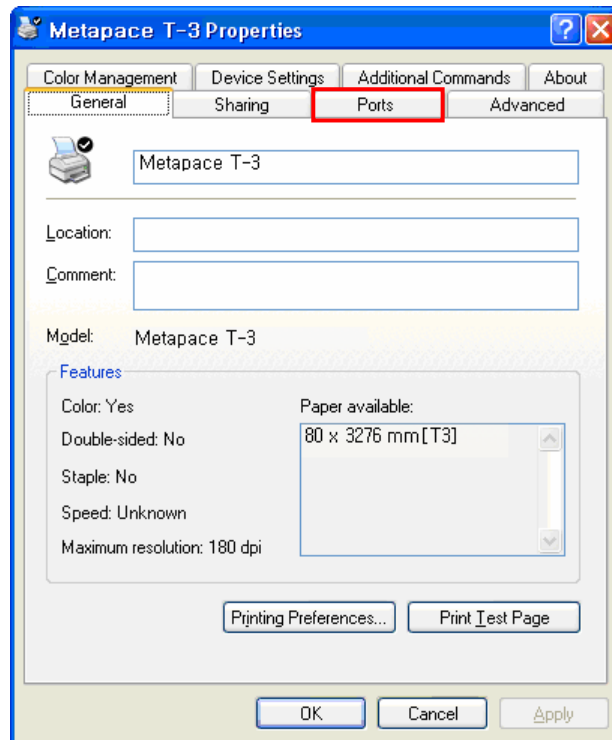 Metapace T-3 Properties
Color Management Device Settings Additional Commands About
General Sharing Ports Advanced
Metapace T-3
Location:
Comment:
Model: Metapace T-3
Features
Color: Yes Paper available:
Double-sided: No 80 x 3276 mm[T3]
Staple: No
Speed: Unknown
Maximum resolution: 180 dpi
Printing Preferences... Print Test Page
OK Cancel Apply